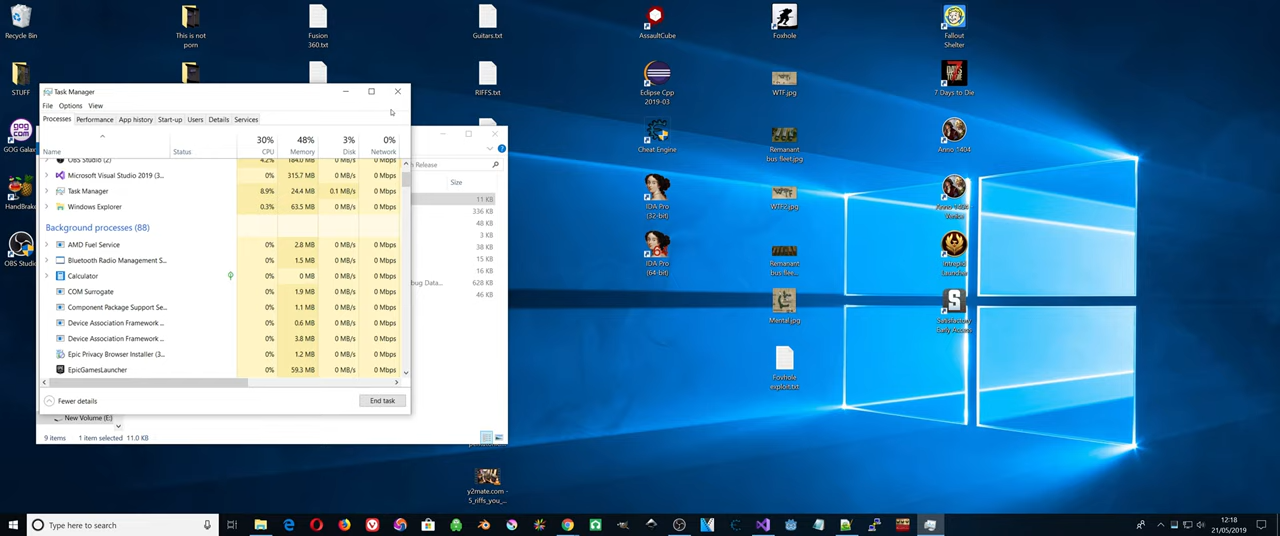 Recycle Bin
This is not
porn
Fusion
360.txt
Guitars.txt
AssaultCube
Foxhole
Fallout
Shelter
STUFF
RIFFS.txt
Eclipse Cpp
2019-03
WTF.jpg
7 Days to Die
GOG Galaxy
Cheat Engine
Remanant
bus fleet.jpg
Anno 1404
HandBrake
IDA Pro
(32-bit)
WTF2.jpg
Anno 1404
Venice
OBS Studio
IDA Pro
(64-bit)
Remanant
bus flee...
Intrepid
Launcher
Mental.jpg
Satisfactory
Early Access
Foxhole
exploit.txt
y2mate.com -
5_riffs_you_...
Task Manager
File Options View
Processes Performance App history Start-up Users Details Services
30% 48% 3% 0%
Name Status CPU Memory Disk Network
OBS Studio (2) 4.2% 184.0 MB 0 MB/s 0 Mbps
Microsoft Visual Studio 2019 (3... 0% 315.7 MB 0 MB/s 0 Mbps
Task Manager 8.9% 24.4 MB 0.1 MB/s 0 Mbps
Windows Explorer 0.3% 63.5 MB 0 MB/s 0 Mbps
Background processes (88)
AMD Fuel Service 0% 2.8 MB 0 MB/s 0 Mbps
Bluetooth Radio Management S... 0% 1.5 MB 0 MB/s 0 Mbps
Calculator 0% 0 MB 0 MB/s 0 Mbps
COM Surrogate 0% 1.9 MB 0 MB/s 0 Mbps
Component Package Support Se... 0% 1.1 MB 0 MB/s 0 Mbps
Device Association Framework ... 0% 0.6 MB 0 MB/s 0 Mbps
Device Association Framework ... 0% 3.8 MB 0 MB/s 0 Mbps
Epic Privacy Browser Installer (3... 0% 1.2 MB 0 MB/s 0 Mbps
EpicGamesLauncher 0% 59.3 MB 0 MB/s 0 Mbps
Fewer details
End task
Release
Size
11 KB
336 KB
48 KB
3 KB
38 KB
15 KB
16 KB
bug Data... 628 KB
46 KB
New Volume (E:)
9 items 1 item selected 11.0 KB
Type here to search
12:18
21/05/2019